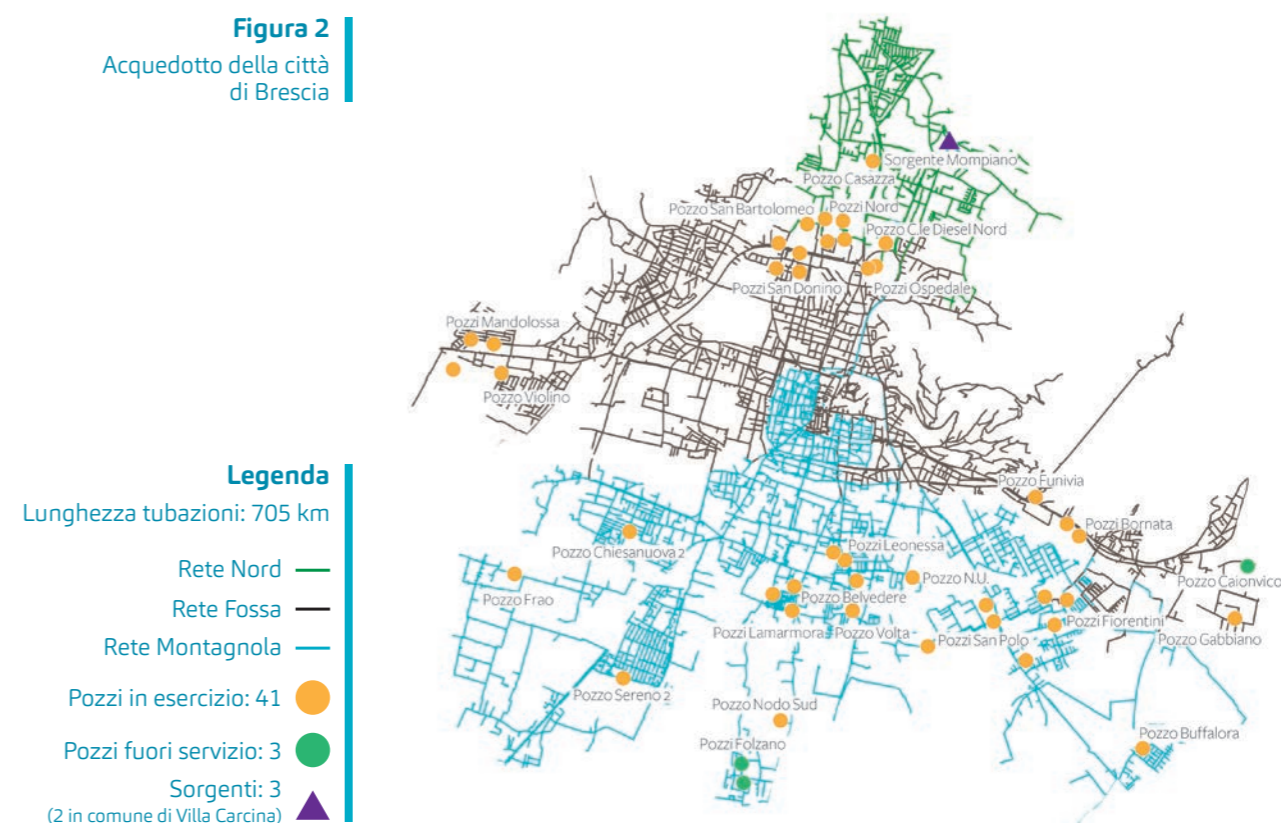 Figura 2
Acquedotto della città
di Brescia
Legenda
Lunghezza tubazioni: 705 km
Rete Nord
Rete Fossa
Rete Montagnola
Pozzi in esercizio: 41
Pozzi fuori servizio: 3
Sorgenti: 3
(2 in comune di Villa Carcina)
Sorgente Mompiano
Pozzo Casazza
Pozzo San Bartolomeo
Pozzi Nord
Pozzo C.le Diesel Nord
Pozzi San Donino
Pozzi Ospedale
Pozzi Mandolossa
Pozzo Violino
Pozzo Funivia
Pozzi Bornata
Pozzo Chiesanuova 2
Pozzi Leonessa
Pozzo N.U.
Pozzo Caionvico
Pozzo Frao
Pozzo Belvedere
Pozzi Lamarmora
Pozzo Volta
Pozzi San Polo
Pozzi Fiorentini
Pozzo Gabbiano
Pozzo Sereno 2
Pozzo Nodo Sud
Pozzo Buffalora
Pozzi Folzano